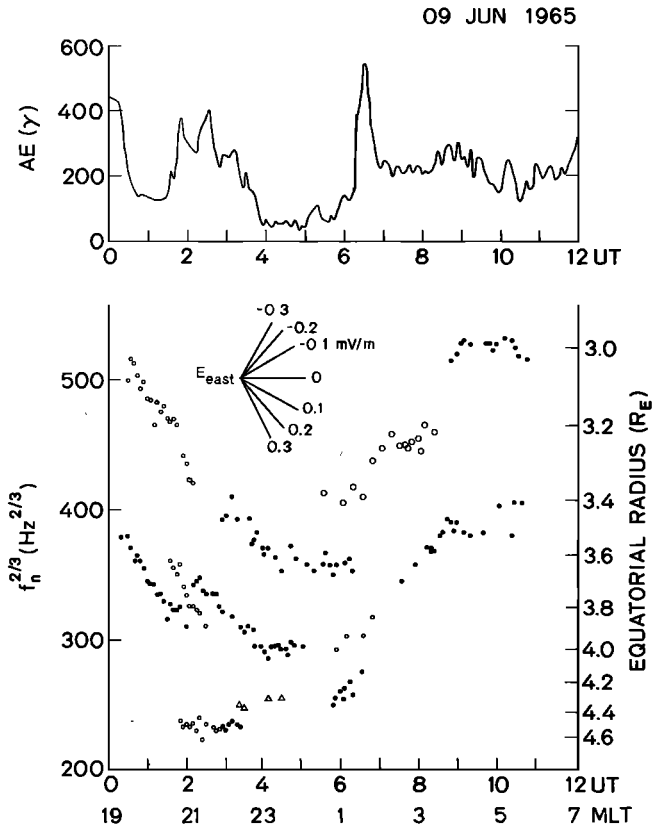 09 JUN 1965
600
400
200
0
AE (γ)
0 2 4 6 8 10 12 UT
-0.3
-0.2
-0.1 mV/m
E_east 0
0.1
0.2
0.3
500
400
300
200
f_n^2/3 (Hz^2/3)
3.0
3.2
3.4
3.6
3.8
4.0
4.2
4.4
4.6
EQUATORIAL RADIUS (R_E)
0 2 4 6 8 10 12 UT
19 21 23 1 3 5 7 MLT